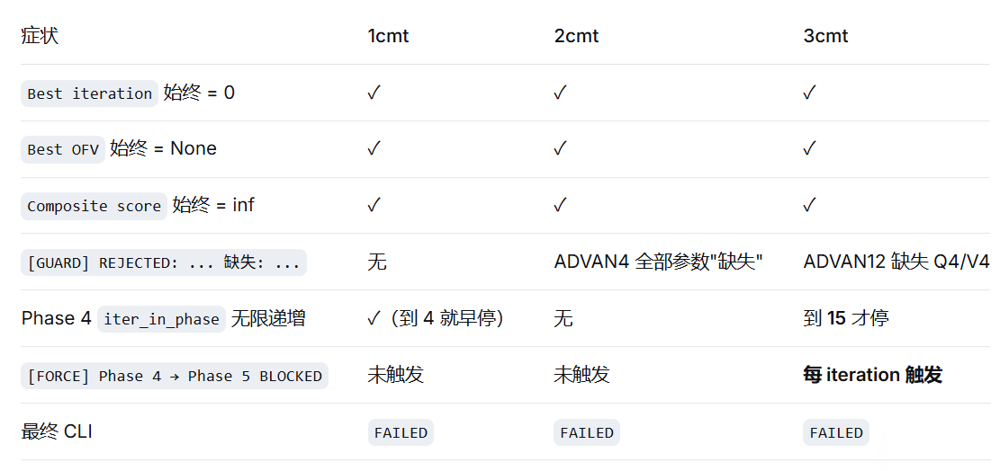 症状 1cmt 2cmt 3cmt
Best iteration 始终 = 0 ✓ ✓ ✓
Best OFV 始终 = None ✓ ✓ ✓
Composite score 始终 = inf ✓ ✓ ✓
[GUARD] REJECTED: ... 缺失: ... 无 ADVAN4 全部参数"缺失" ADVAN12 缺失 Q4/V4
Phase 4 iter_in_phase 无限递增 ✓（到 4 就早停） 无 到 15 才停
[FORCE] Phase 4 → Phase 5 BLOCKED 未触发 未触发 每 iteration 触发
最终 CLI FAILED FAILED FAILED